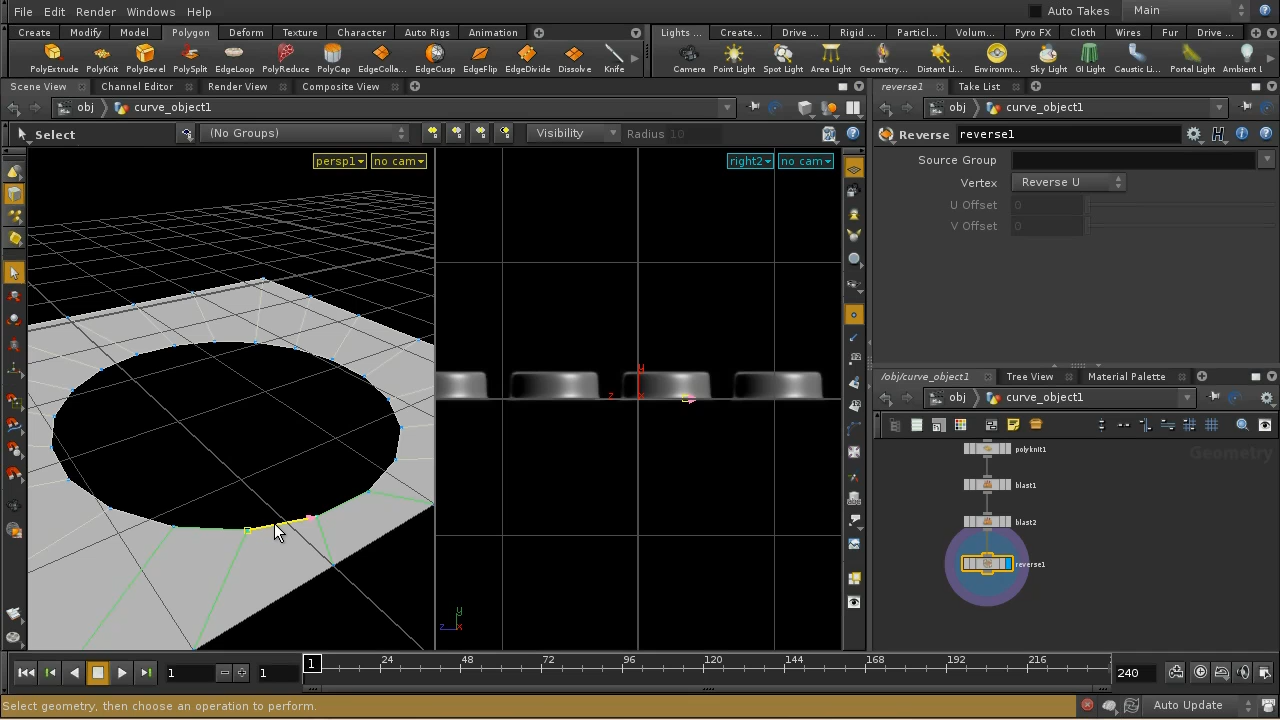 File Edit Render Windows Help
Auto Takes Main
Create Modify Model Polygon Deform Texture Character Auto Rigs Animation
Lights ... Create... Drive ... Rigid ... Particl... Volum... Pyro FX Cloth Wires Fur Drive ...
PolyExtrude PolyKnit PolyBevel PolySplit EdgeLoop PolyReduce PolyCap EdgeColla... EdgeCusp EdgeFlip EdgeDivide Dissolve Knife
Camera Point Light Spot Light Area Light Geometry... Distant Li... Environm... Sky Light GI Light Caustic Li... Portal Light Ambient L
Scene View Channel Editor Render View Composite View
reverse1 Take List
obj curve_object1
obj curve_object1
Select (No Groups) Visibility Radius 10
Reverse reverse1
persp1 no cam
right2 no cam
Source Group
Vertex Reverse U
U Offset 0
V Offset 0
y
z x
/obj/curve_object1 Tree View Material Palette
obj curve_object1
Geometry
polyknit1
blast1
blast2
reverse1
y
z x
1 1 1 24 48 72 96 120 144 168 192 216 240
Select geometry, then choose an operation to perform.
Auto Update